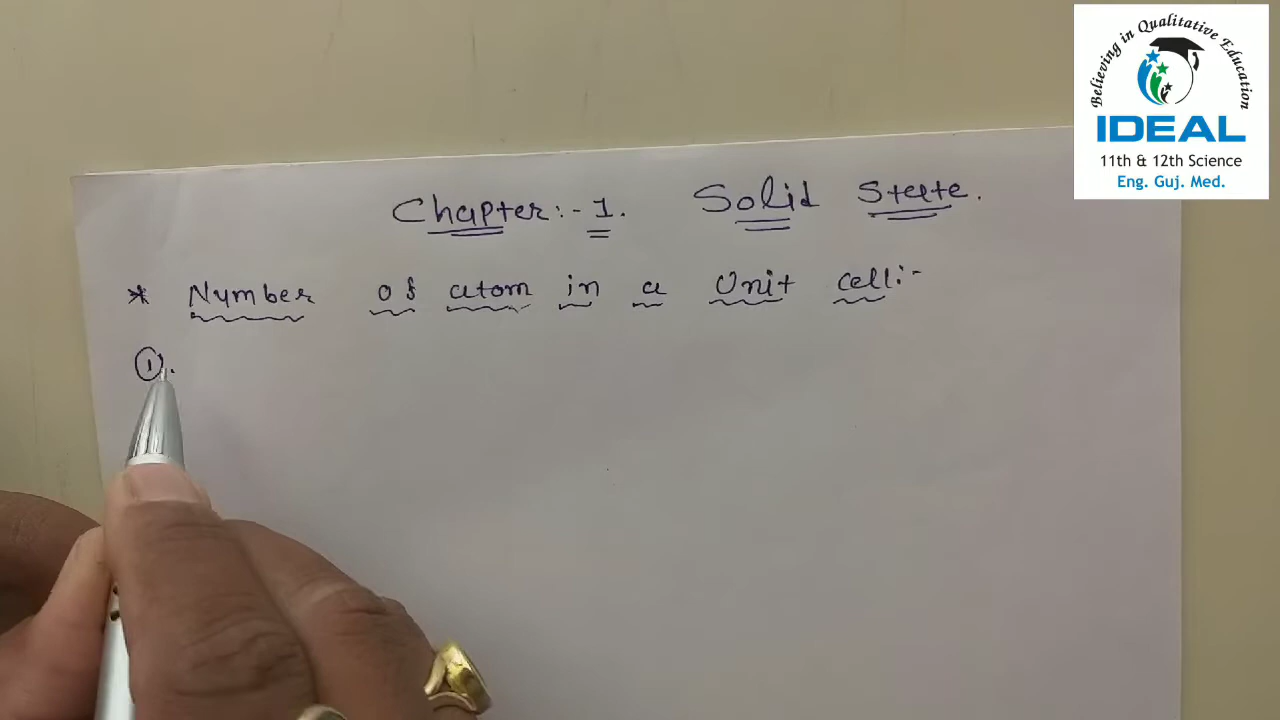 Believing in Qualitative Education
IDEAL
11th & 12th Science
Eng. Guj. Med.
Chapter:- 1. Solid State.
* Number of atom in a Unit cell:-
①.